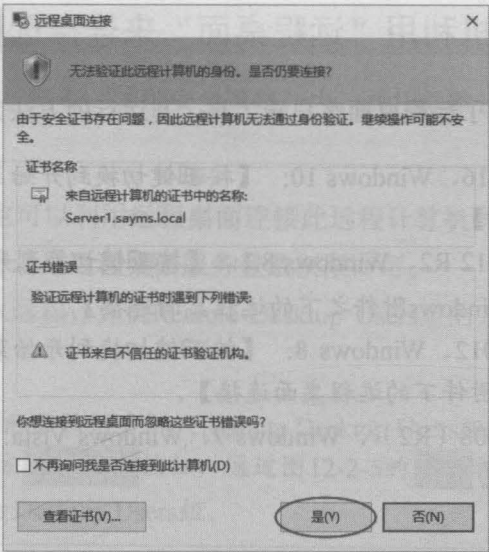 远程桌面连接
无法验证此远程计算机的身份。是否仍要连接?
由于安全证书存在问题，因此远程计算机无法通过身份验证。继续操作可能不安
全。
证书名称
来自远程计算机的证书中的名称:
Server1.sayms.local
证书错误
验证远程计算机的证书时遇到下列错误:
证书来自不信任的证书验证机构。
你想连接到远程桌面而忽略这些证书错误吗?
不再询问我是否连接到此计算机(D)
查看证书(V)...
是(Y)
否(N)